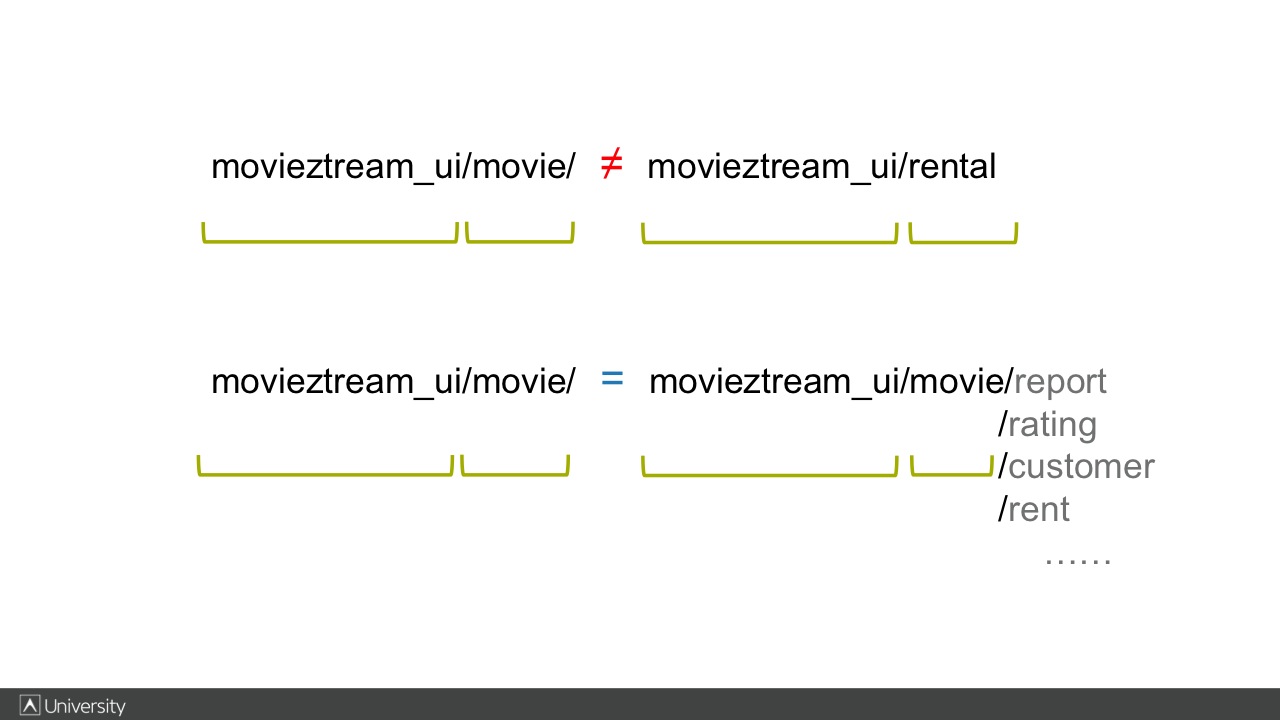 movieztream_ui/movie/ ≠ movieztream_ui/rental
movieztream_ui/movie/ = movieztream_ui/movie/report
/rating
/customer
/rent
……
University